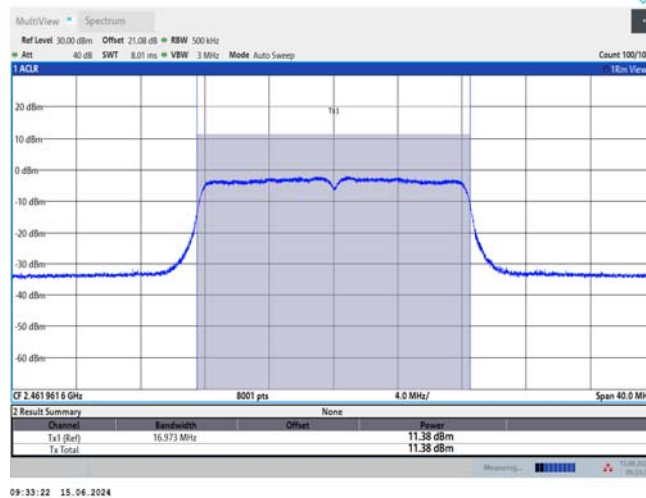 MultiView Spectrum
Ref Level 30.00 dBm Offset 21.08 dB RBW 500 kHz
Att 40 dB SWT 8.01 ms VBW 3 MHz Mode Auto Sweep Count 100/10
1 ACLR 1Rm View
Tx1
20 dBm
10 dBm
0 dBm
-10 dBm
-20 dBm
-30 dBm
-40 dBm
-50 dBm
-60 dBm
CF 2.461 961 6 GHz 8001 pts 4.0 MHz/ Span 40.0 MH
2 Result Summary None
Channel Bandwidth Offset Power
Tx1 (Ref) 16.973 MHz 11.38 dBm
Tx Total 11.38 dBm
Measuring...
09:33:22 15.06.2024